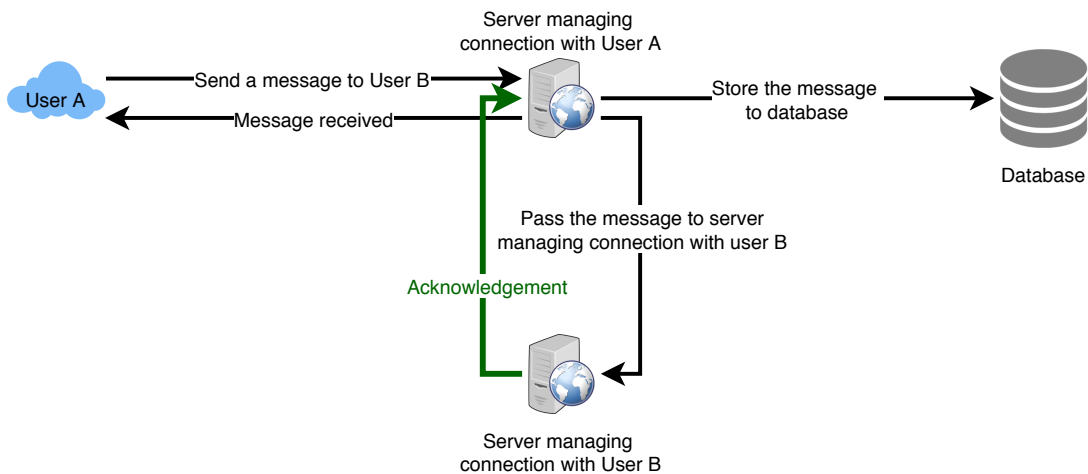 Server managing
connection with User A
User A
Send a message to User B
Message received
Store the message
to database
Database
Pass the message to server
managing connection with user B
Acknowledgement
Server managing
connection with User B